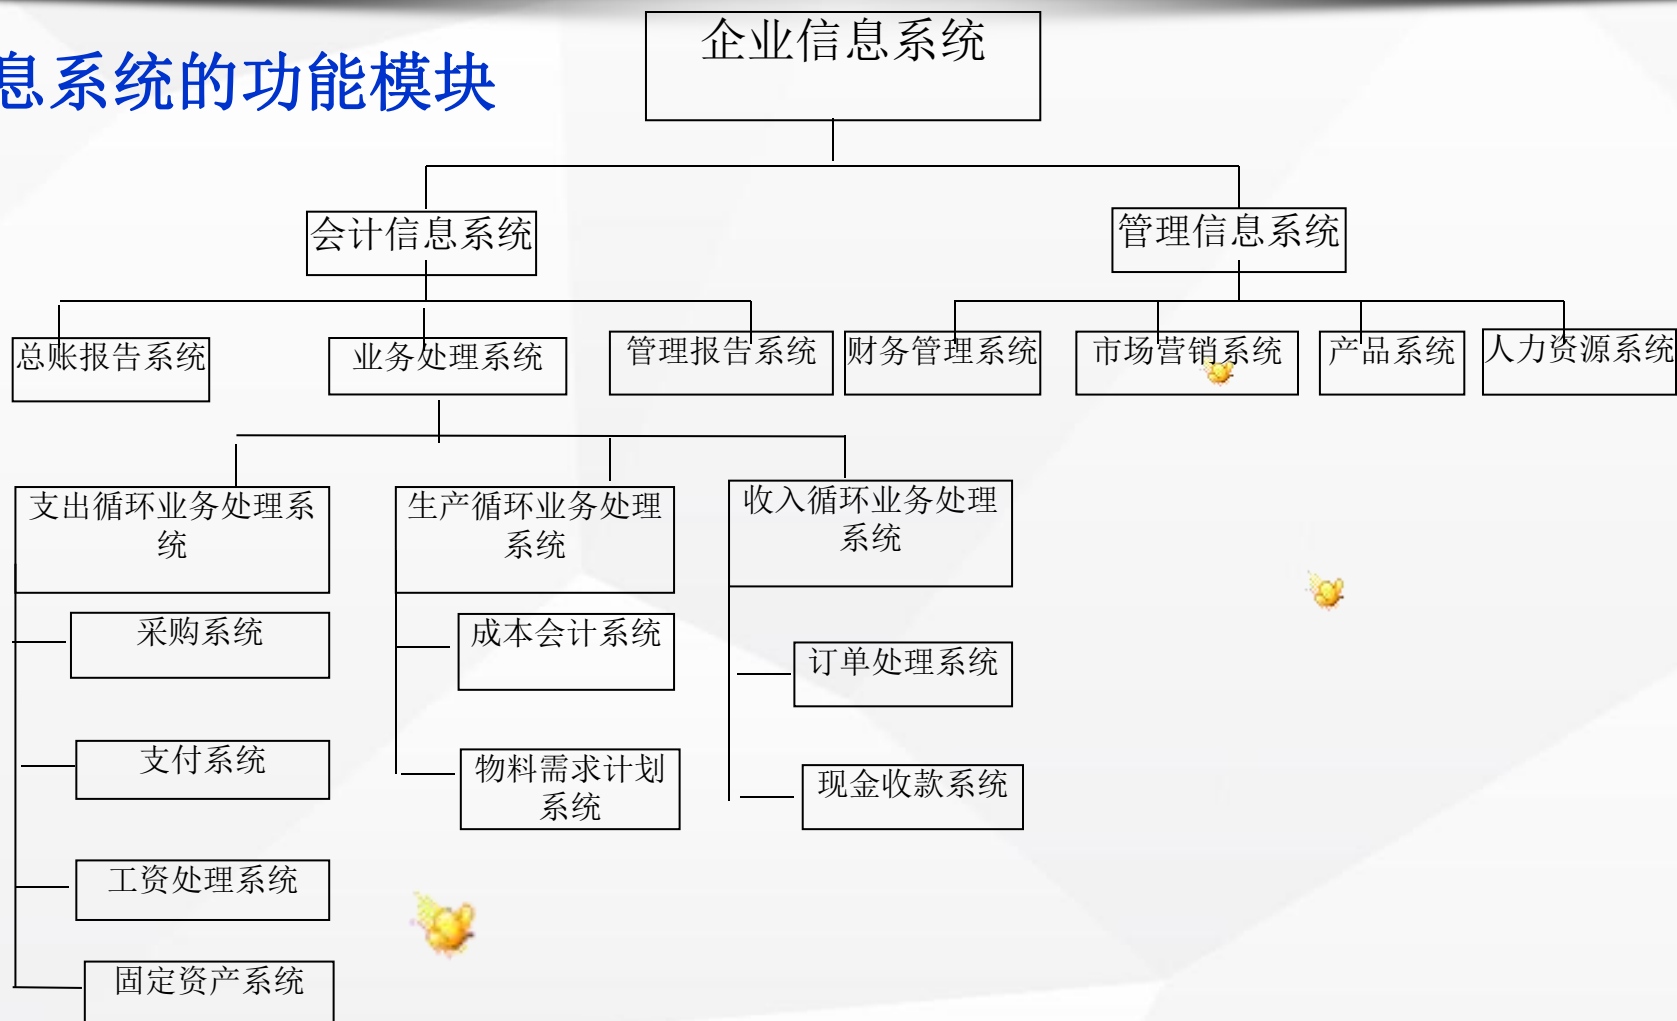 企业信息系统
息系统的功能模块
会计信息系统
管理信息系统
总账报告系统
业务处理系统
管理报告系统
财务管理系统
市场营销系统
产品系统
人力资源系统
支出循环业务处理系
统
生产循环业务处理
系统
收入循环业务处理
系统
采购系统
成本会计系统
订单处理系统
支付系统
物料需求计划
系统
现金收款系统
工资处理系统
固定资产系统